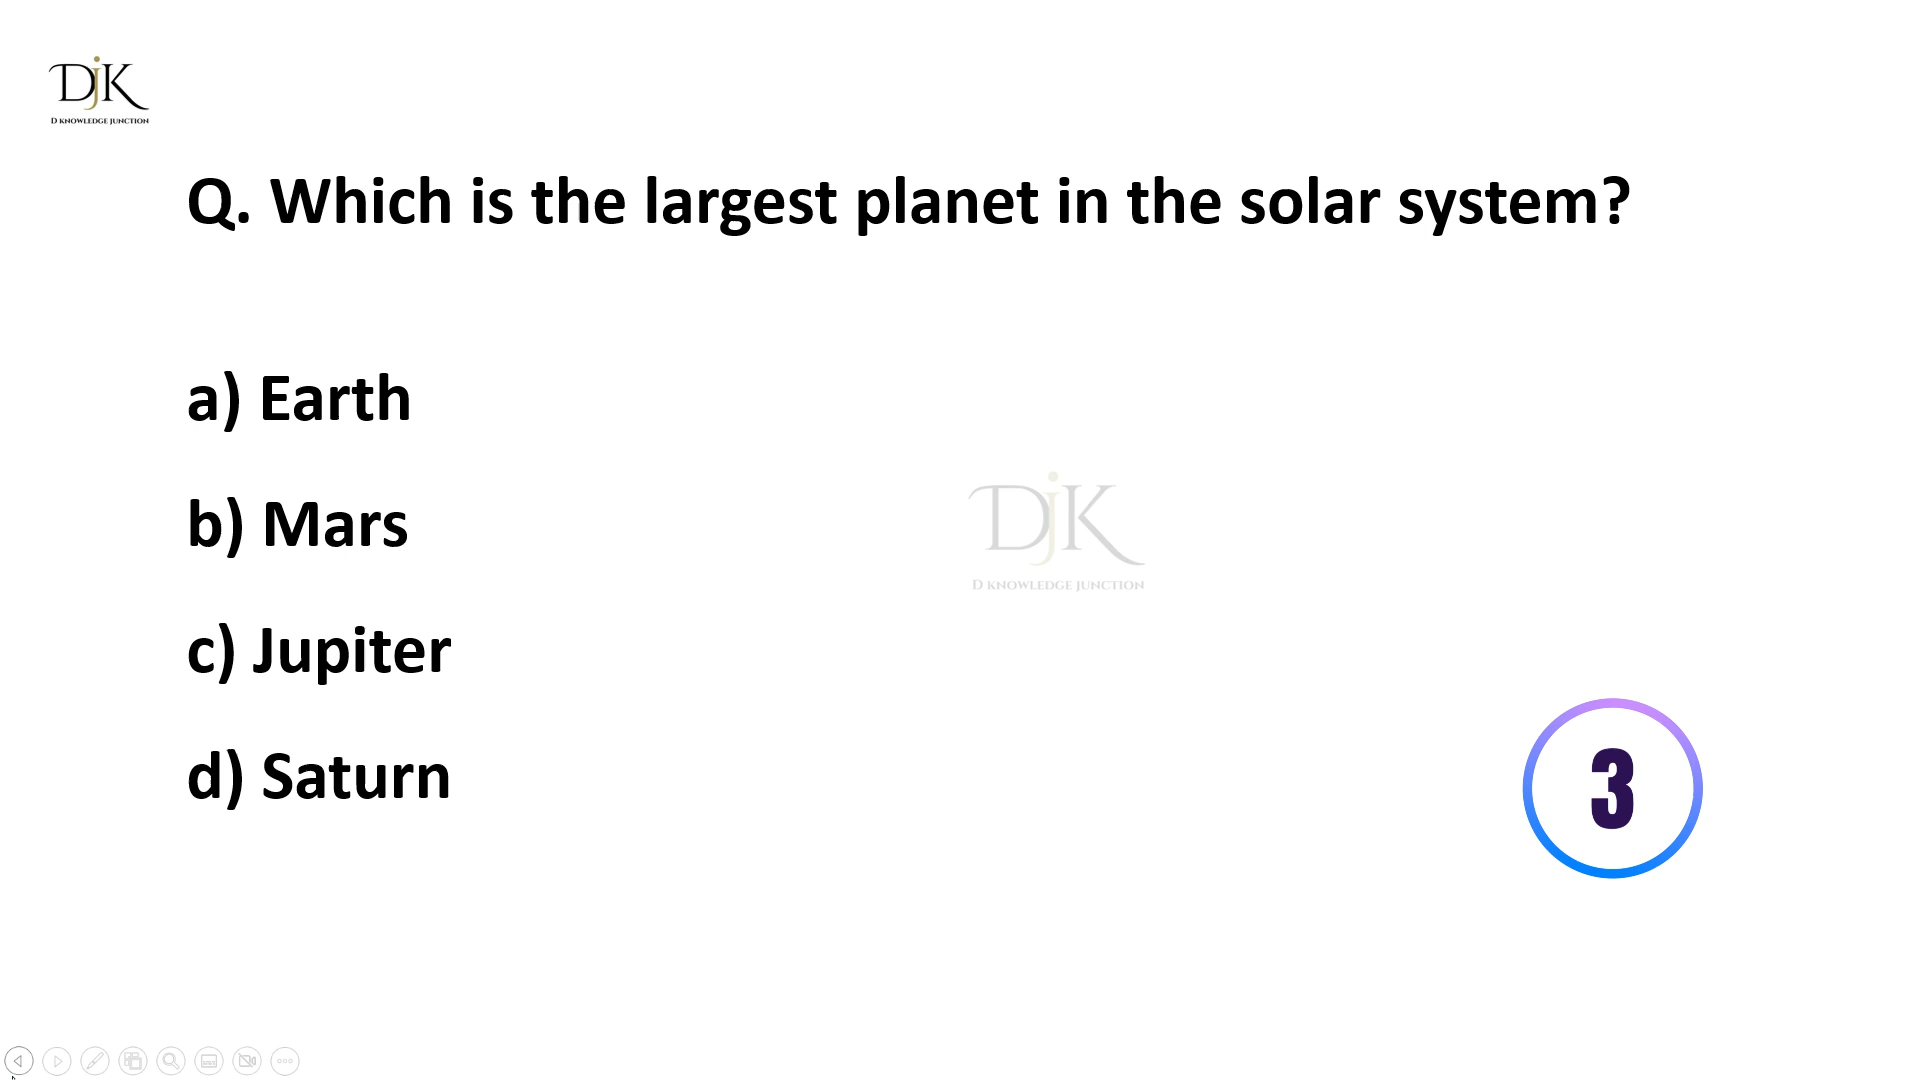 DjK
D KNOWLEDGE JUNCTION
Q. Which is the largest planet in the solar system?
a) Earth
b) Mars
DjK
D KNOWLEDGE JUNCTION
c) Jupiter
d) Saturn
3